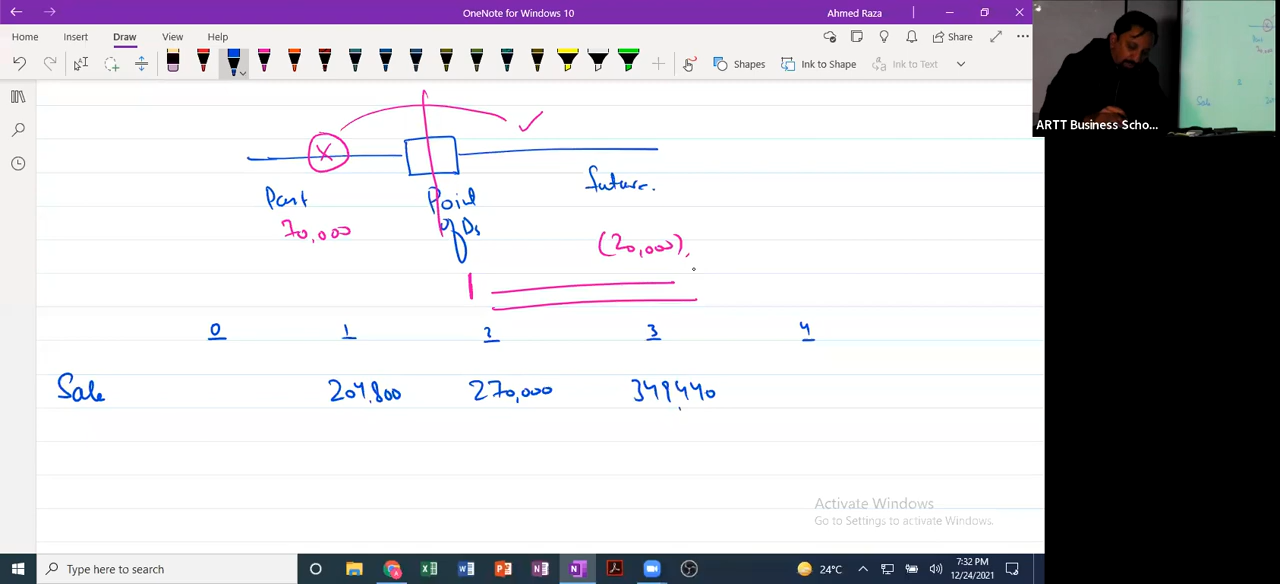 OneNote for Windows 10
Ahmed Raza
Home Insert Draw View Help
Share
Shapes Ink to Shape Ink to Text
ARTT Business Scho...
Past Point future.
70,000 of Ds (20,000)
0 1 2 3 4
Sale 204,800 270,000 349,440
Activate Windows
Go to Settings to activate Windows.
Type here to search
24°C
7:32 PM
12/24/2021